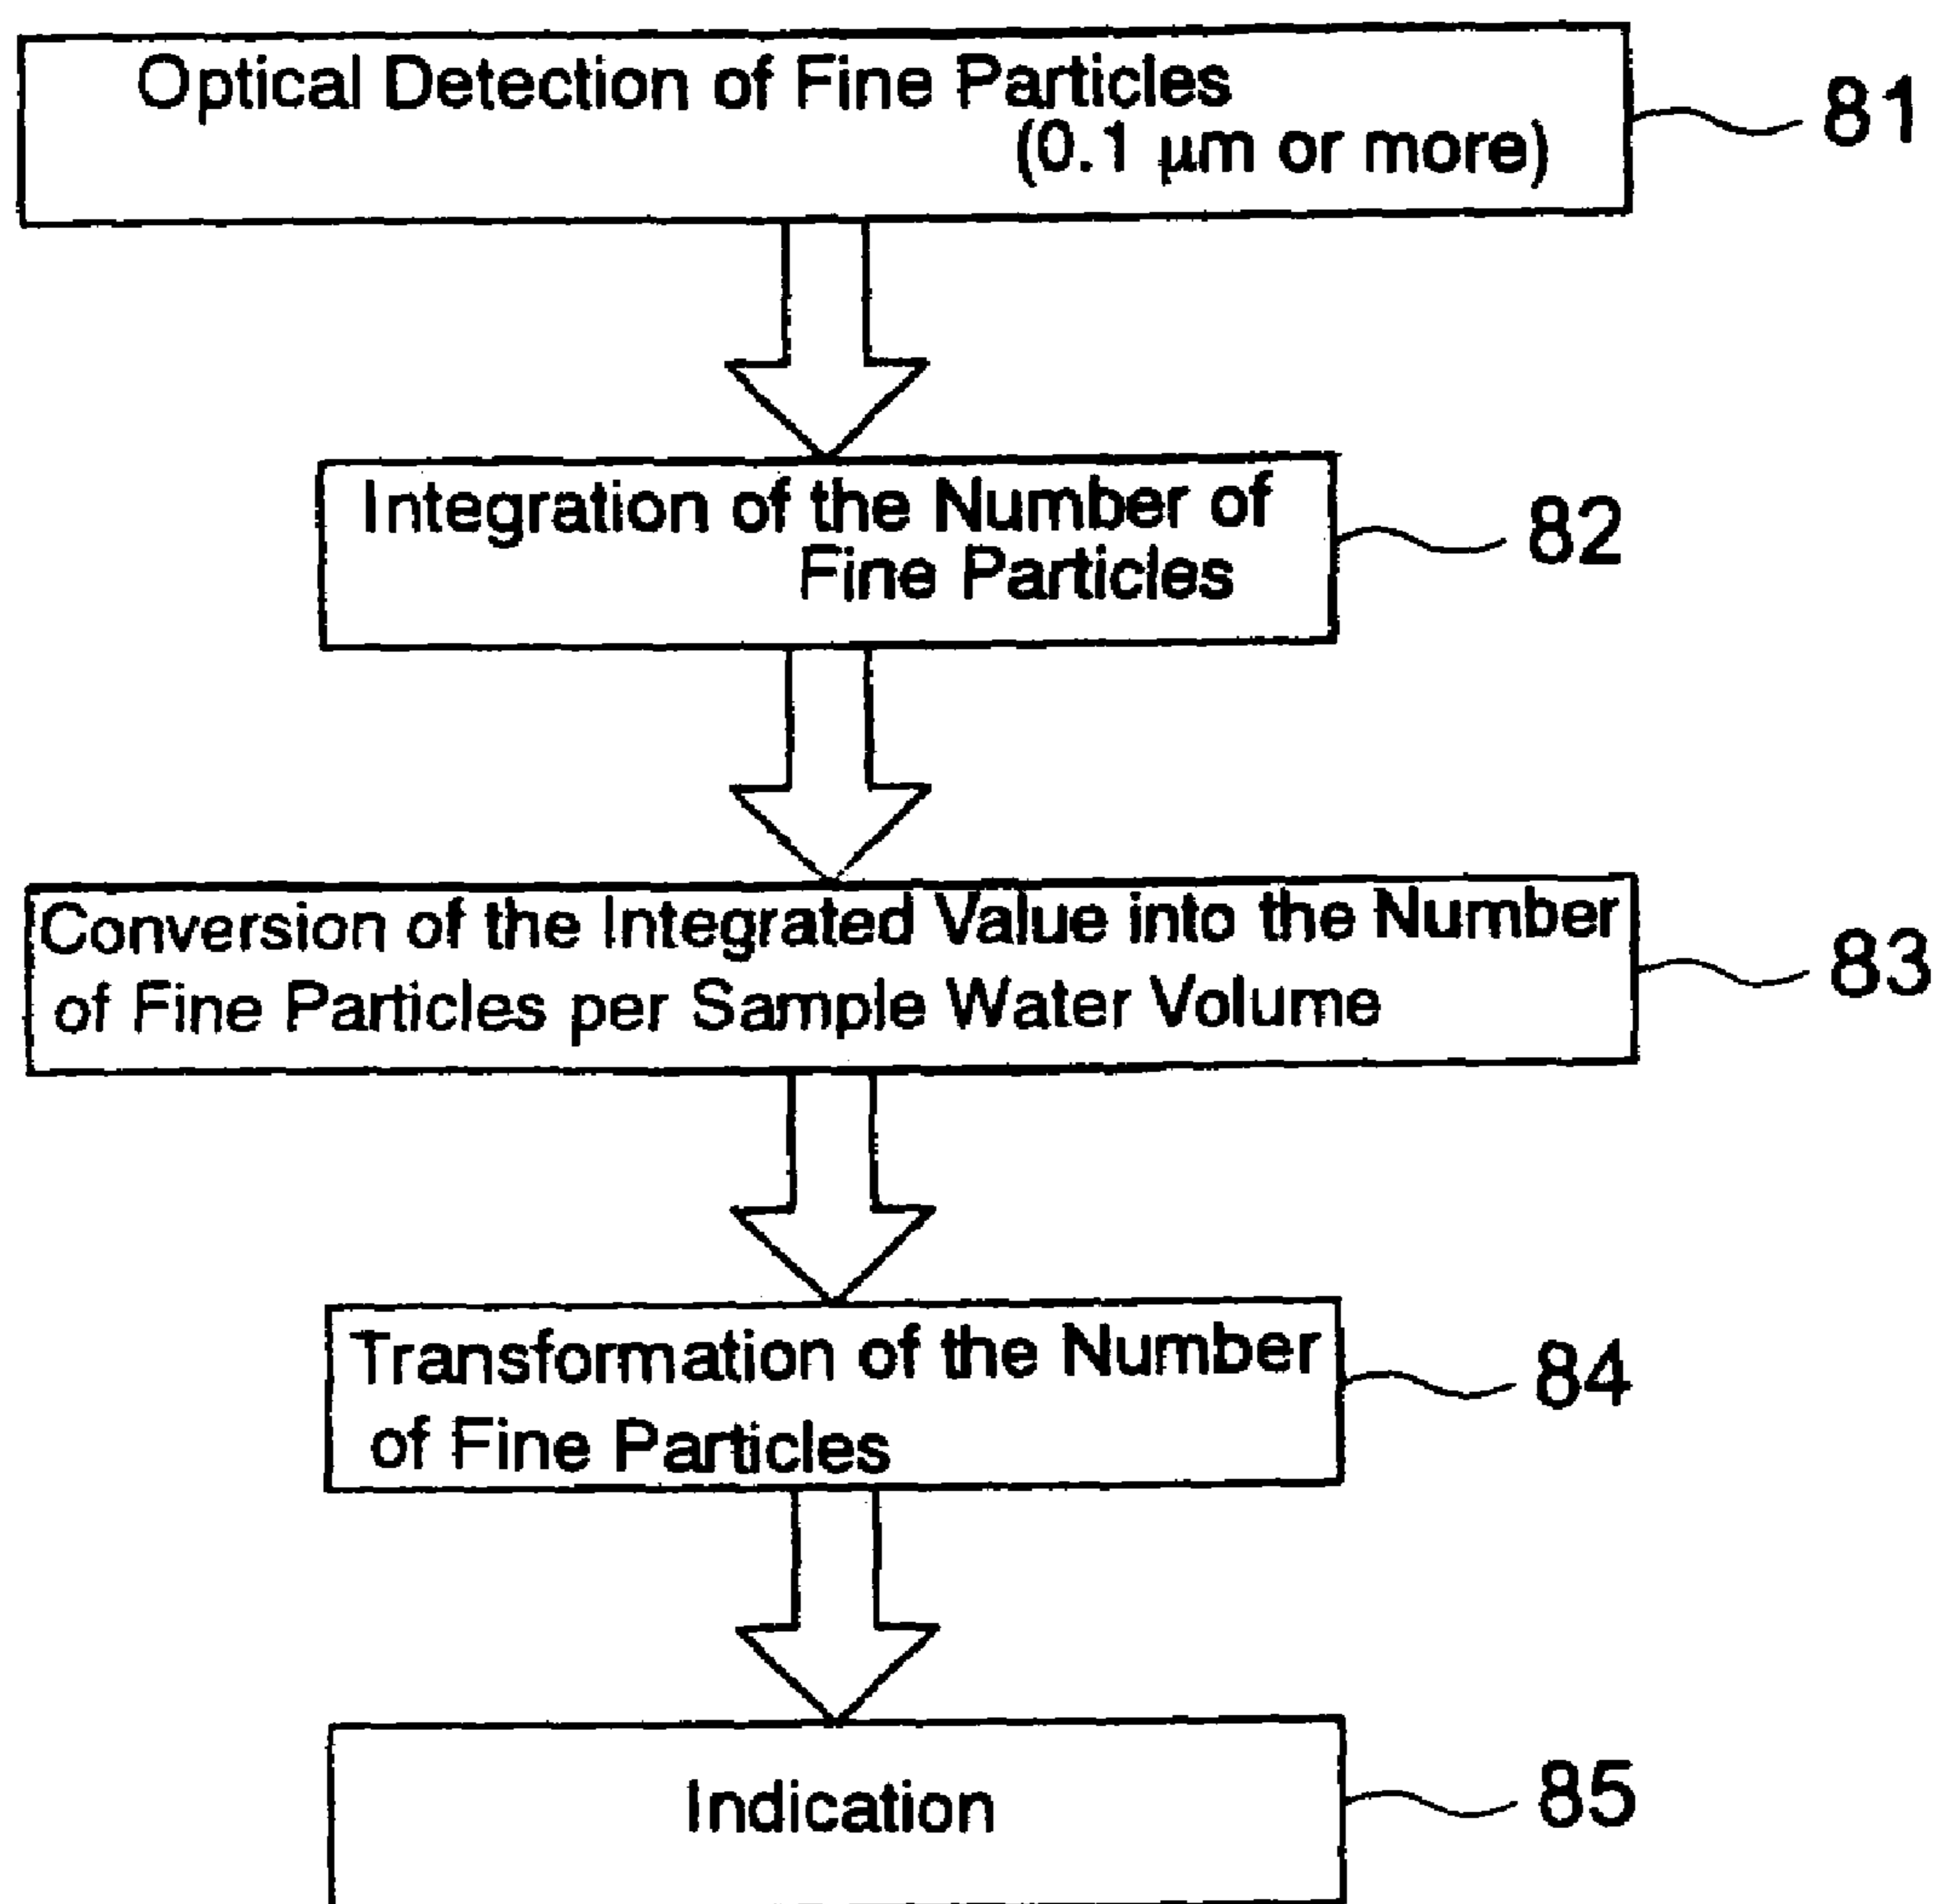 Optical Detection of Fine Particles
(0.1 μm or more)
81
Integration of the Number of
Fine Particles
82
Conversion of the Integrated Value into the Number
of Fine Particles per Sample Water Volume
83
Transformation of the Number
of Fine Particles
84
Indication
85